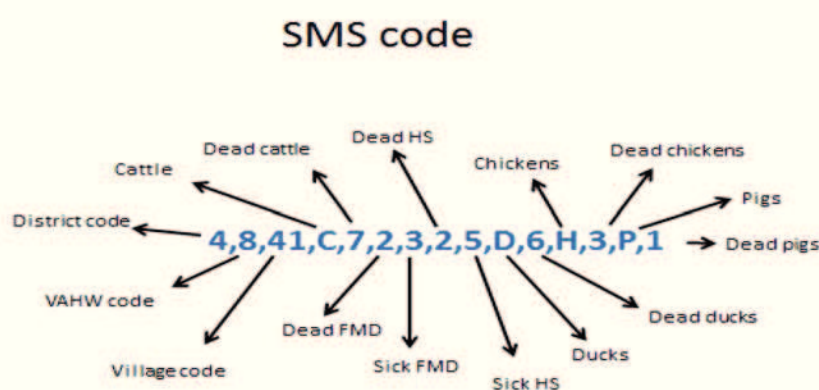 SMS code
Dead HS
Dead cattle
Chickens
Dead chickens
Cattle
Pigs
District code
4,8,41,C,7,2,3,2,5,D,6,H,3,P,1
Dead pigs
VAHW code
Dead FMD
Dead ducks
Village code
Sick FMD
Ducks
Sick HS